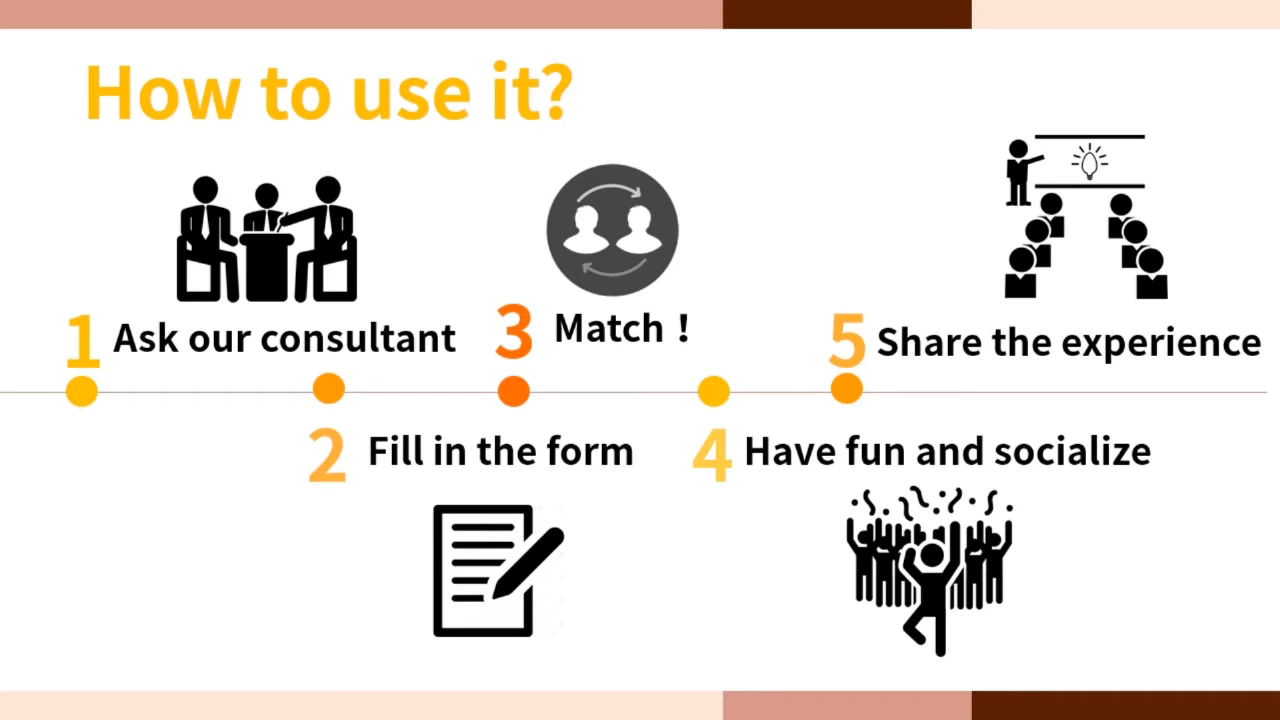 How to use it?
1 Ask our consultant
2 Fill in the form
3 Match！
4 Have fun and socialize
5 Share the experience